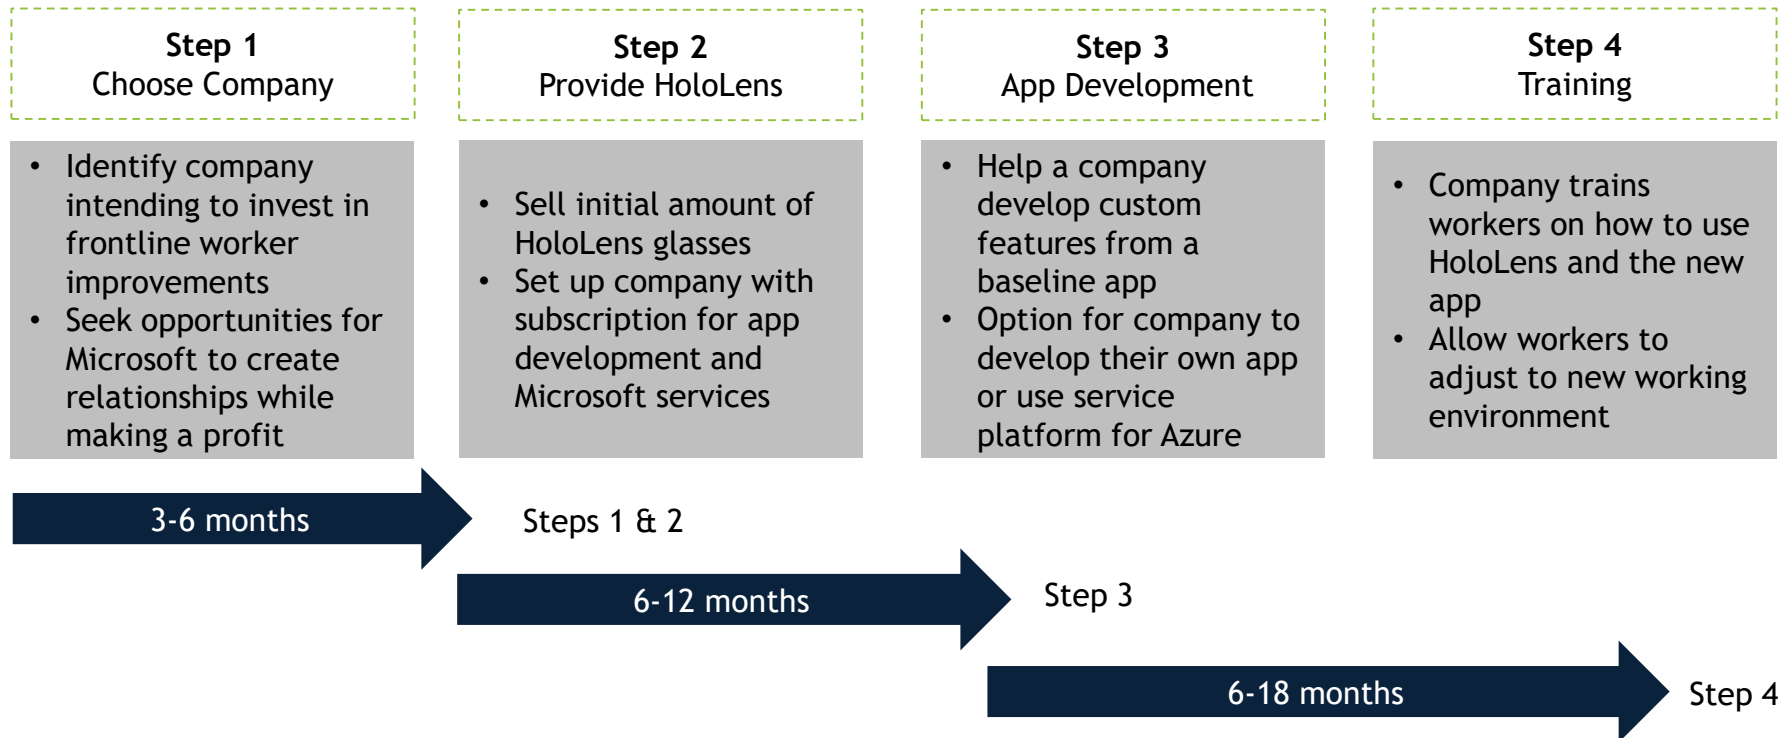 Step 1
Choose Company
Step 2
Provide HoloLens
Step 3
App Development
Step 4
Training
• Identify company
intending to invest in
frontline worker
improvements
• Seek opportunities for
Microsoft to create
relationships while
making a profit
• Sell initial amount of
HoloLens glasses
• Set up company with
subscription for app
development and
Microsoft services
• Help a company
develop custom
features from a
baseline app
• Option for company to
develop their own app
or use service
platform for Azure
• Company trains
workers on how to use
HoloLens and the new
app
• Allow workers to
adjust to new working
environment
3-6 months
Steps 1 & 2
6-12 months
Step 3
6-18 months
Step 4